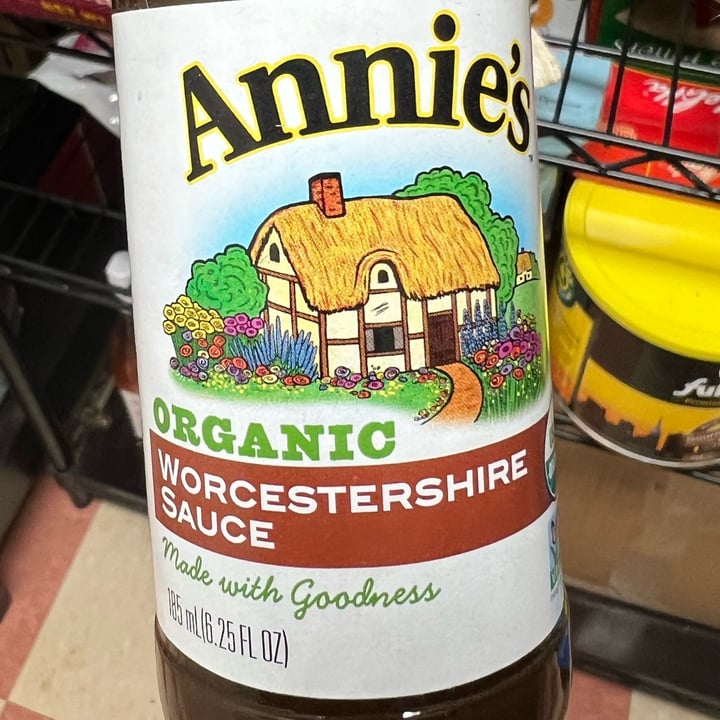 Annie's
ORGANIC
WORCESTERSHIRE
SAUCE
Made with Goodness
185 mL (6.25 FL OZ)